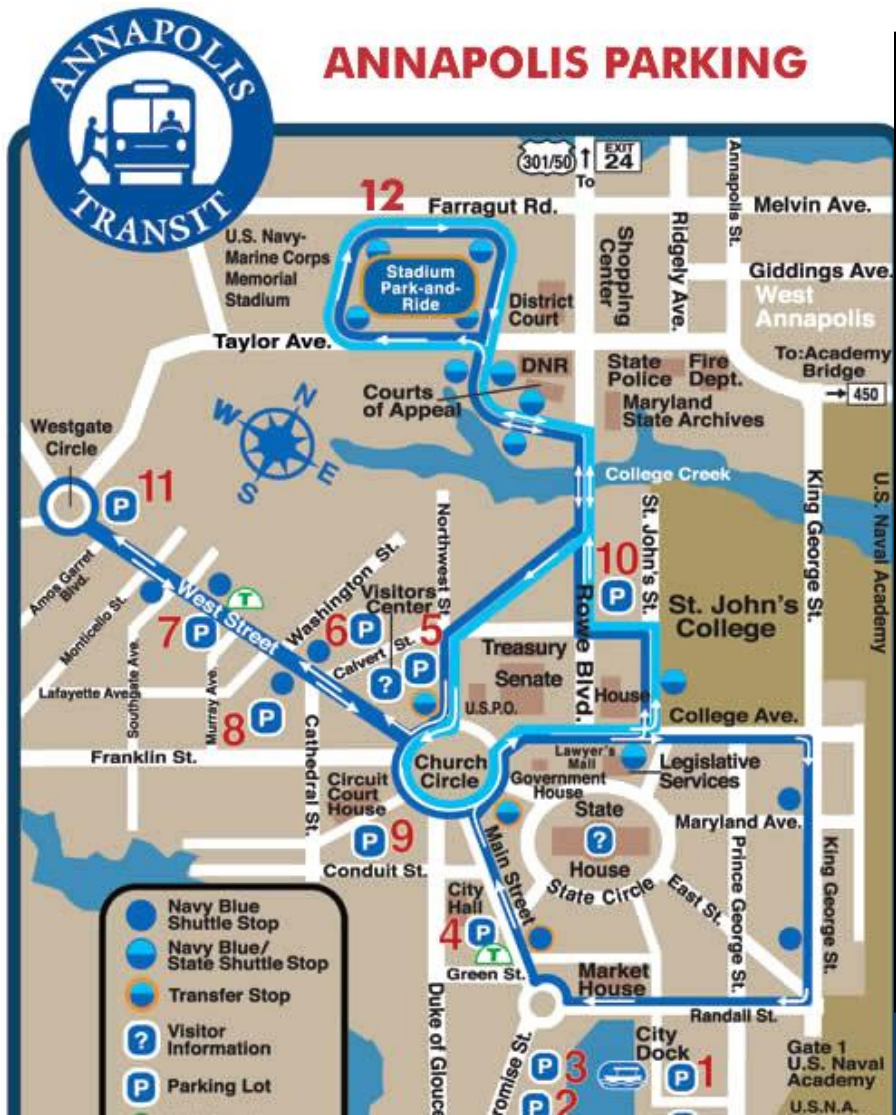 ANNAPOLIS
TRANSIT
ANNAPOLIS PARKING
301/50
To
EXIT
24
Annapolis St.
12
Farragut Rd.
Melvin Ave.
U.S. Navy-
Marine Corps
Memorial
Stadium
Stadium
Park-and-
Ride
District
Court
Shopping
Center
Ridgely Ave.
Giddings Ave.
West
Annapolis
Taylor Ave.
To:Academy
Bridge
450
DNR
State
Police
Fire
Dept.
Courts
of Appeal
Maryland
State Archives
W
N
S
E
Westgate
Circle
11
P
College Creek
King George St.
U.S. Naval Academy
Northwest St.
St. John's St.
10
P
Amos Garret
Blvd.
Monticello St.
West Street
T
Washington St.
Visitors
Center
6
P
5
P
Calvert St.
?
7
P
Rowe Blvd.
St. John's
College
Treasury
Senate
House
U.S.P.O.
Lafayette Ave.
Southgate Ave.
Murray Ave.
8
P
Cathedral St.
College Ave.
Franklin St.
Church
Circle
Lawyer's
Mall
Government
House
Legislative
Services
Circuit
Court
House
9
P
Conduit St.
State
?
House
State Circle
Maryland Ave.
Prince George St.
King George St.
East St.
Main Street
City
Hall
4
P
T
Green St.
Market
House
Randall St.
Duke of Glouce
romise St.
City
Dock
3
P
2
P
1
P
Gate 1
U.S. Naval
Academy
U.S.N.A.
Navy Blue
Shuttle Stop
Navy Blue/
State Shuttle Stop
Transfer Stop
?
Visitor
Information
P
Parking Lot